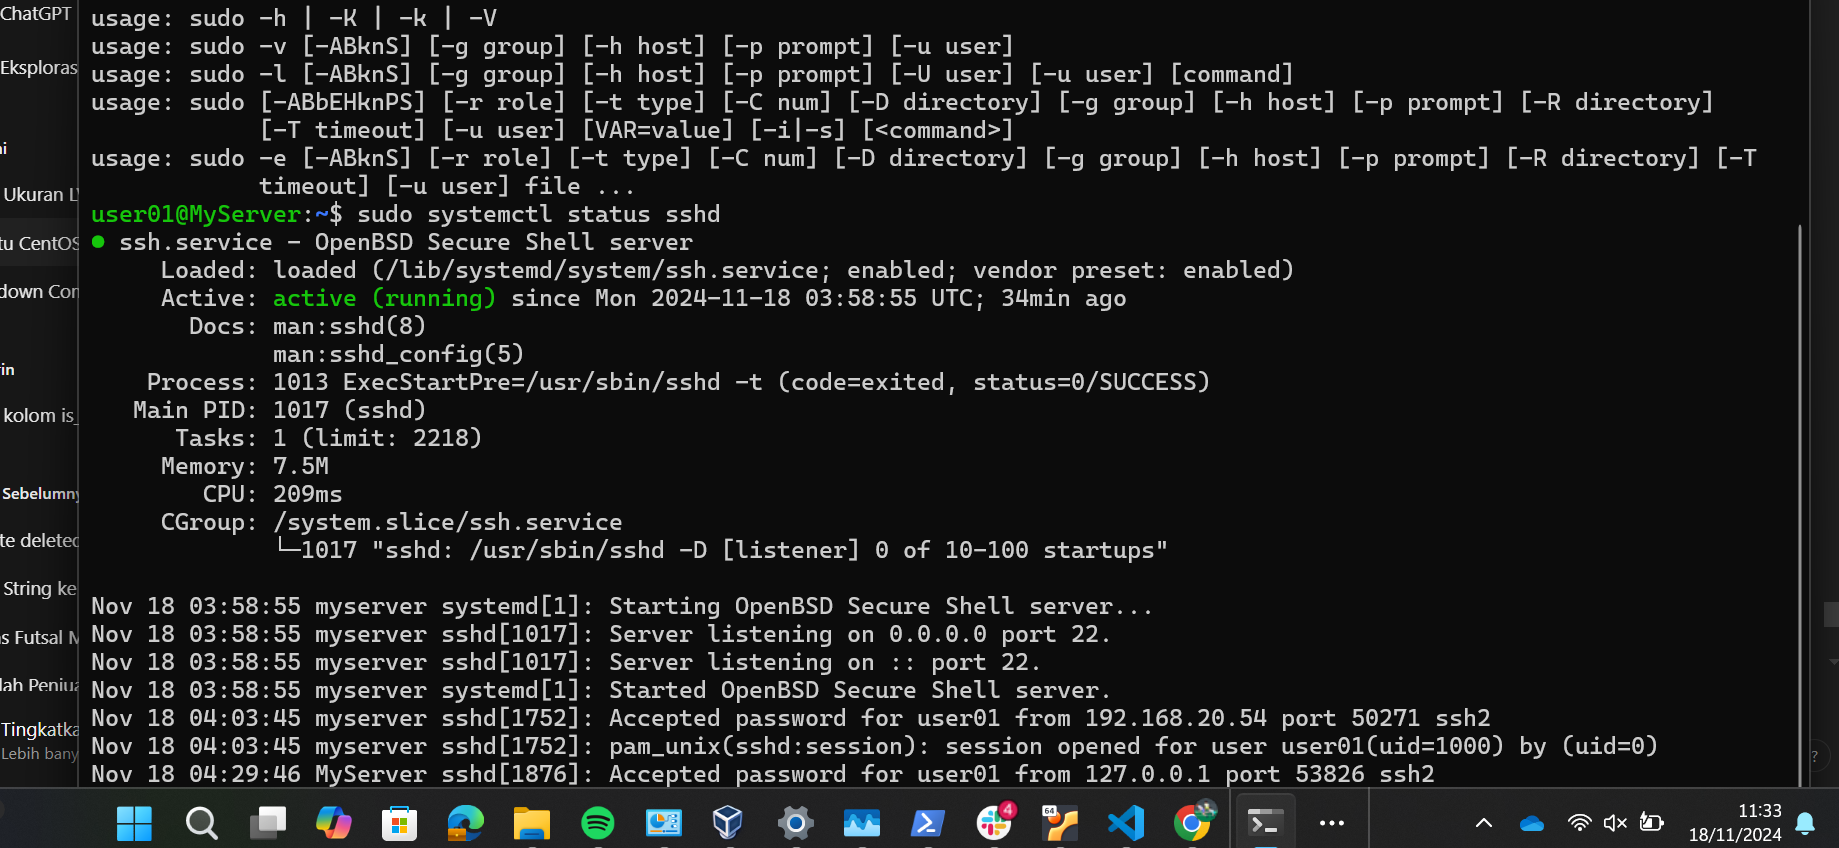 ChatGPT
Eksploras
ni
Ukuran L
tu CentOS
down Con
rin
kolom is_
Sebelumny
te deleted
String ke
as Futsal M
lah Penjua
Tingkatka
Lebih bany
usage: sudo -h | -K | -k | -V
usage: sudo -v [-ABknS] [-g group] [-h host] [-p prompt] [-u user]
usage: sudo -l [-ABknS] [-g group] [-h host] [-p prompt] [-U user] [-u user] [command]
usage: sudo [-ABbEHknPS] [-r role] [-t type] [-C num] [-D directory] [-g group] [-h host] [-p prompt] [-R directory]
[-T timeout] [-u user] [VAR=value] [-i|-s] [<command>]
usage: sudo -e [-ABknS] [-r role] [-t type] [-C num] [-D directory] [-g group] [-h host] [-p prompt] [-R directory] [-T
timeout] [-u user] file ...
user01@MyServer:~$ sudo systemctl status sshd
● ssh.service - OpenBSD Secure Shell server
Loaded: loaded (/lib/systemd/system/ssh.service; enabled; vendor preset: enabled)
Active: active (running) since Mon 2024-11-18 03:58:55 UTC; 34min ago
Docs: man:sshd(8)
man:sshd_config(5)
Process: 1013 ExecStartPre=/usr/sbin/sshd -t (code=exited, status=0/SUCCESS)
Main PID: 1017 (sshd)
Tasks: 1 (limit: 2218)
Memory: 7.5M
CPU: 209ms
CGroup: /system.slice/ssh.service
└─1017 "sshd: /usr/sbin/sshd -D [listener] 0 of 10-100 startups"
Nov 18 03:58:55 myserver systemd[1]: Starting OpenBSD Secure Shell server...
Nov 18 03:58:55 myserver sshd[1017]: Server listening on 0.0.0.0 port 22.
Nov 18 03:58:55 myserver sshd[1017]: Server listening on :: port 22.
Nov 18 03:58:55 myserver systemd[1]: Started OpenBSD Secure Shell server.
Nov 18 04:03:45 myserver sshd[1752]: Accepted password for user01 from 192.168.20.54 port 50271 ssh2
Nov 18 04:03:45 myserver sshd[1752]: pam_unix(sshd:session): session opened for user user01(uid=1000) by (uid=0)
Nov 18 04:29:46 MyServer sshd[1876]: Accepted password for user01 from 127.0.0.1 port 53826 ssh2
?
4
64
11:33
18/11/2024